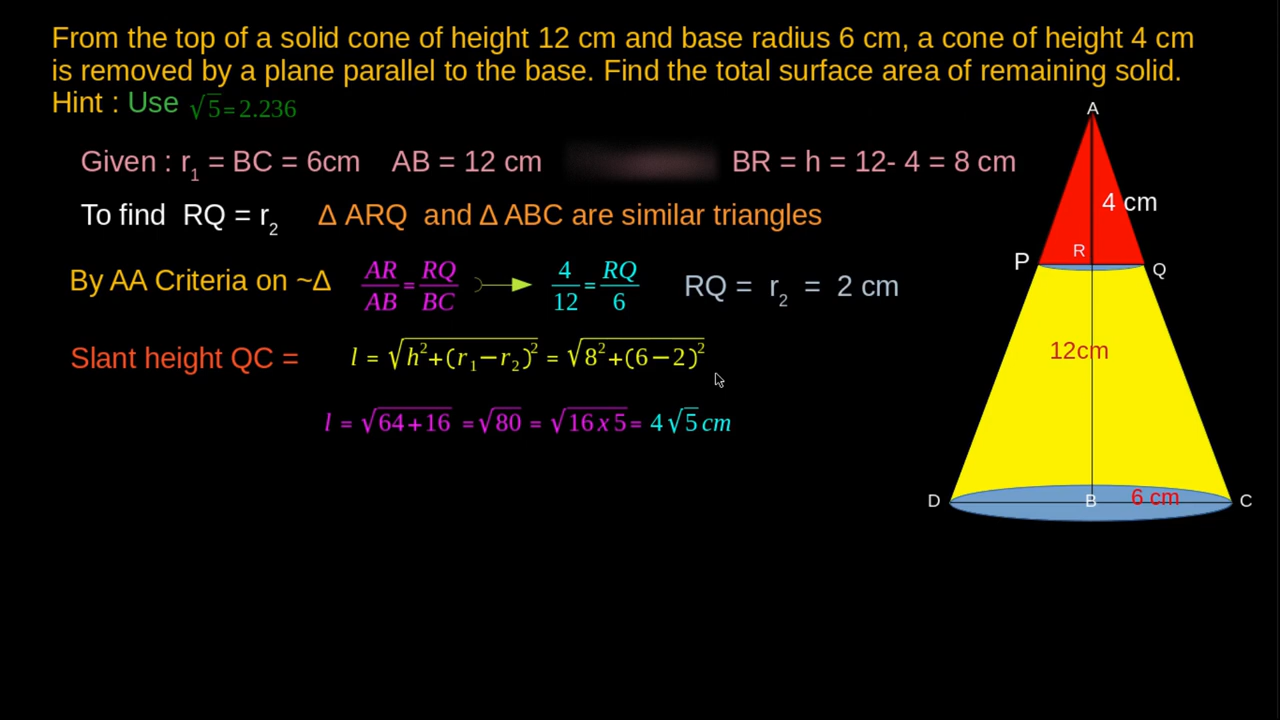 From the top of a solid cone of height 12 cm and base radius 6 cm, a cone of height 4 cm
is removed by a plane parallel to the base. Find the total surface area of remaining solid.
Hint : Use √5=2.236
A
Given : r₁ = BC = 6cm AB = 12 cm BR = h = 12- 4 = 8 cm
4 cm
To find RQ = r₂ Δ ARQ and Δ ABC are similar triangles
R
P
Q
By AA Criteria on ~Δ AR/AB=RQ/BC 4/12=RQ/6 RQ = r₂ = 2 cm
12cm
Slant height QC = l = √(h²+(r₁−r₂)²) = √(8²+(6−2)²)
l = √(64+16) = √80 = √(16x5)= 4√5cm
D
B
6 cm
C